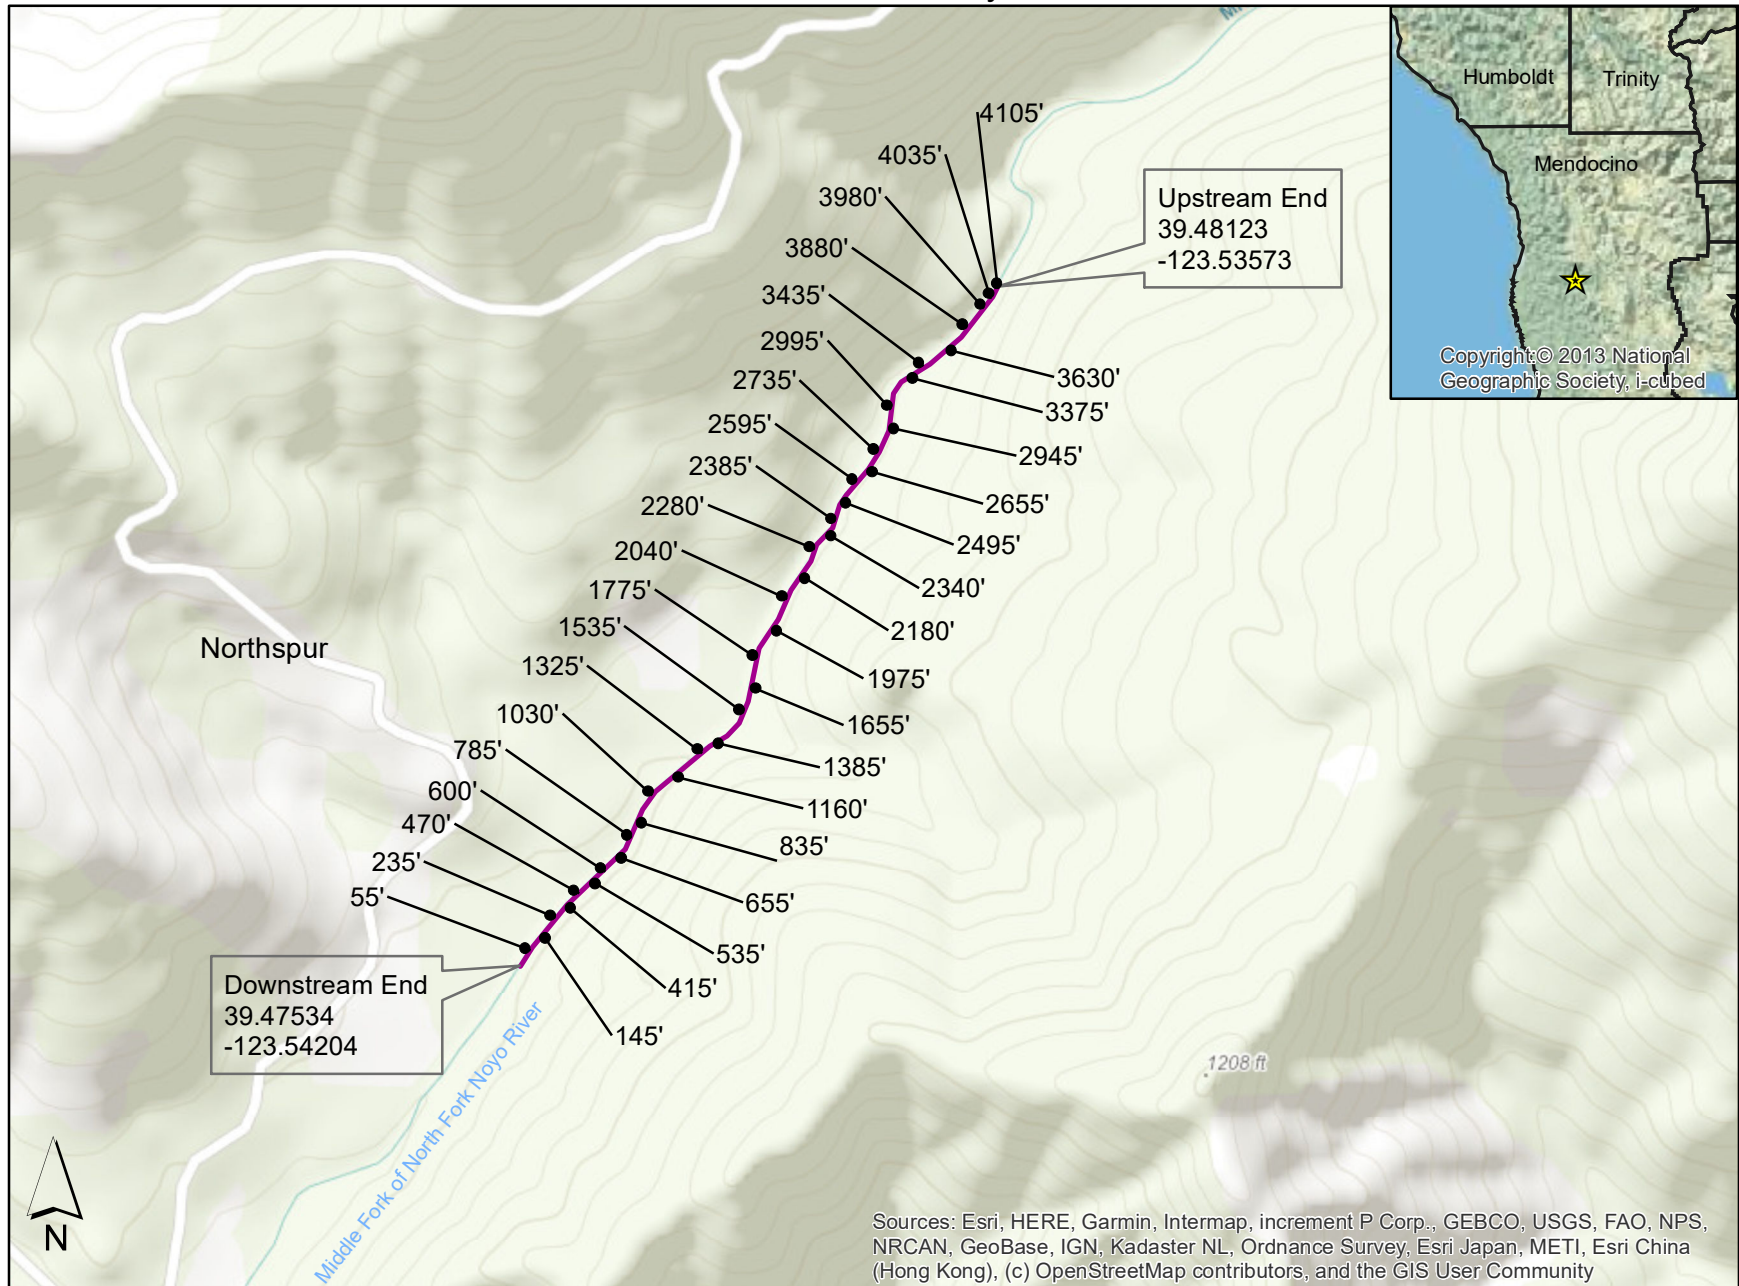 Humboldt
Trinity
Mendocino
Copyright:© 2013 National
Geographic Society, i-cubed
4105'
4035'
3980'
3880'
3435'
2995'
2735'
2595'
2385'
2280'
2040'
1775'
1535'
1325'
1030'
785'
600'
470'
235'
55'
Upstream End
39.48123
-123.53573
3630'
3375'
2945'
2655'
2495'
2340'
2180'
1975'
1655'
1385'
1160'
835'
655'
535'
415'
145'
Northspur
Downstream End
39.47534
-123.54204
Middle Fork of North Fork Noyo River
1208 ft
N
Sources: Esri, HERE, Garmin, Intermap, increment P Corp., GEBCO, USGS, FAO, NPS,
NRCAN, GeoBase, IGN, Kadaster NL, Ordnance Survey, Esri Japan, METI, Esri China
(Hong Kong), (c) OpenStreetMap contributors, and the GIS User Community